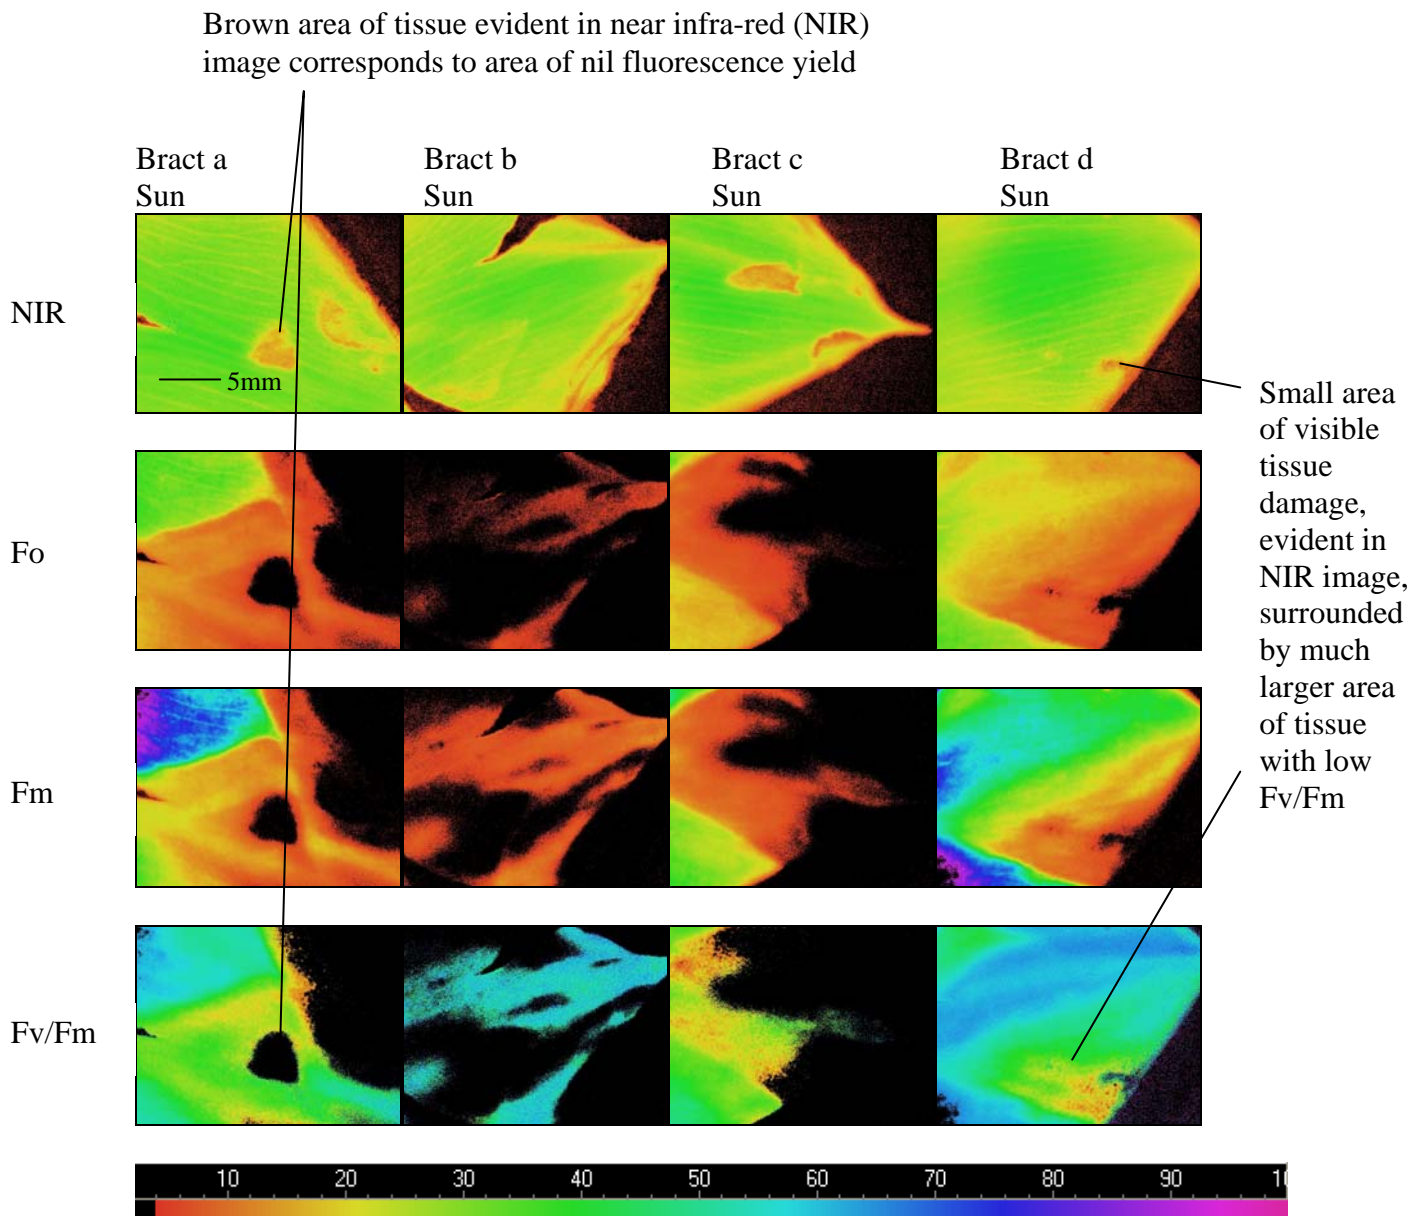 Brown area of tissue evident in near infra-red (NIR)
image corresponds to area of nil fluorescence yield
Bract a
Sun
Bract b
Sun
Bract c
Sun
Bract d
Sun
NIR
5mm
Fo
Fm
Fv/Fm
Small area
of visible
tissue
damage,
evident in
NIR image,
surrounded
by much
larger area
of tissue
with low
Fv/Fm
10 20 30 40 50 60 70 80 90